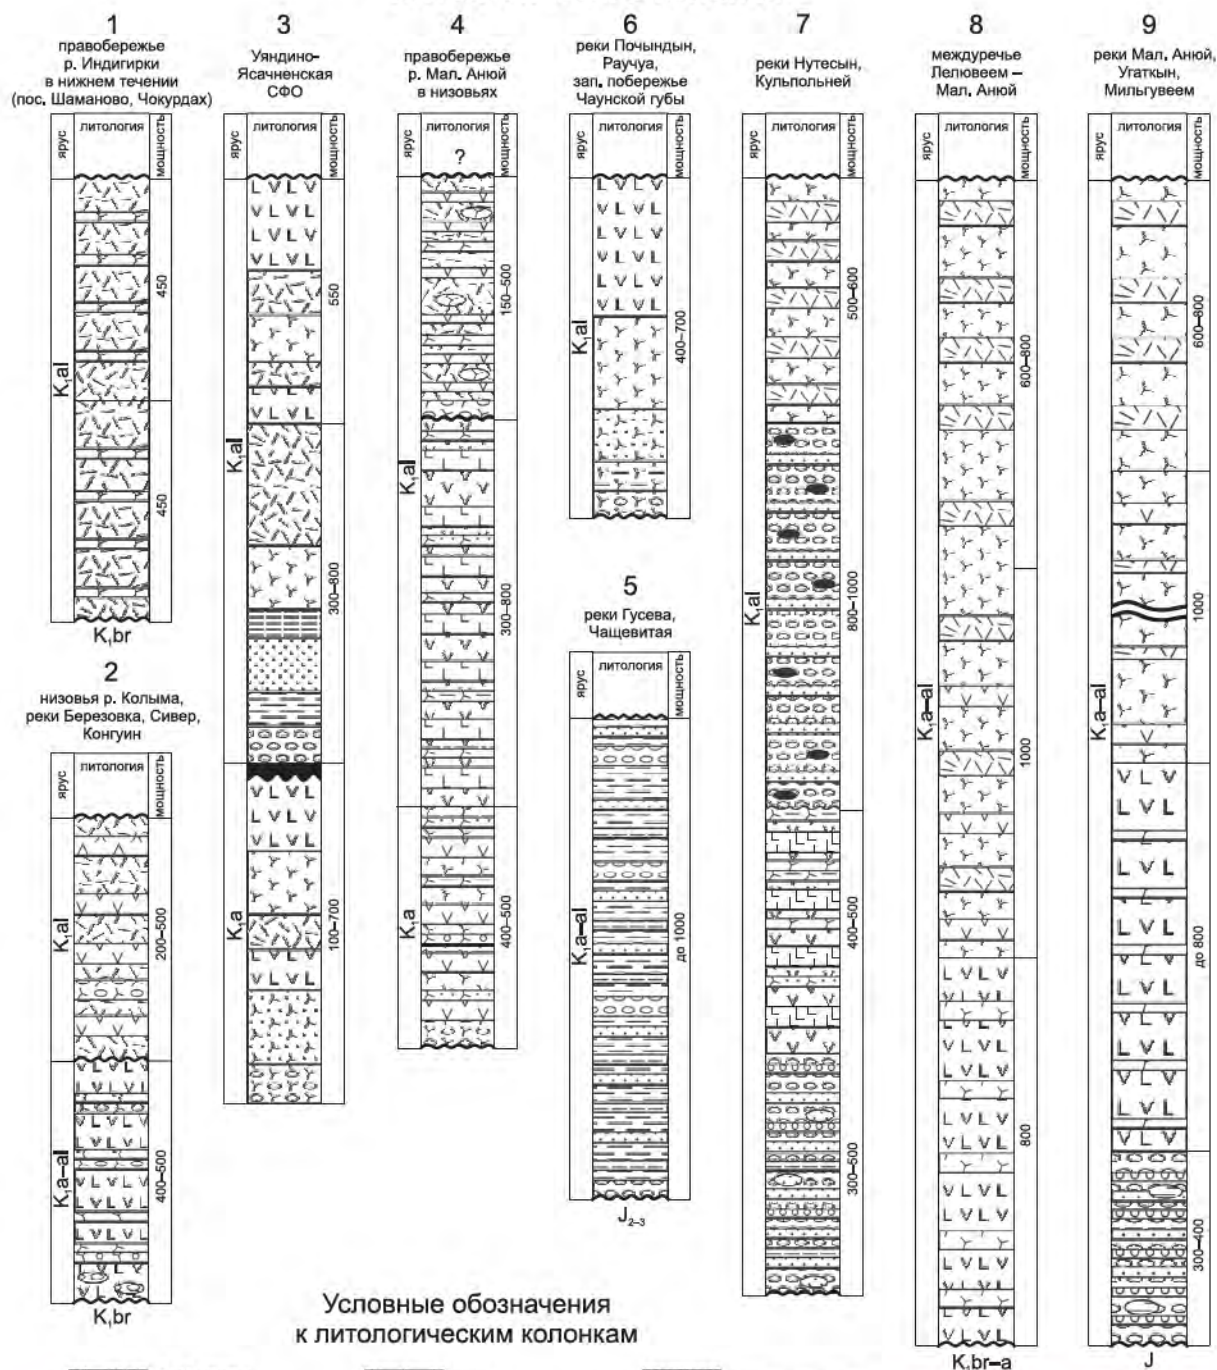 1
правобережье
р. Индигирки
в нижнем течении
(пос. Шаманово, Чокурдах)
ярус
литология
мощность
K₁al
450
450
K₁br
2
низовья р. Колыма,
реки Березовка, Сивер,
Конгуин
ярус
литология
мощность
K₁al
200–500
K₁a–al
400–500
K₁br
3
Уяндино-
Ясачненская
СФО
ярус
литология
мощность
K₁al
550
300–800
K₁a
100–700
4
правобережье
р. Мал. Анюй
в низовьях
ярус
литология
мощность
?
K₁al
150–500
300–800
K₁a
400–500
6
реки Почындын,
Раучуа,
зап. побережье
Чаунской губы
ярус
литология
мощность
K₁al
400–700
5
реки Гусева,
Чащевитая
ярус
литология
мощность
K₁a–al
до 1000
J₂₋₃
7
реки Нутесын,
Кульпольней
ярус
литология
мощность
K₁al
500–600
800–1000
400–500
300–500
8
междуречье
Лелювеем –
Мал. Анюй
ярус
литология
мощность
K₁a–al
600–800
1000
800
K₁br–a
9
реки Мал. Анюй,
Угаткын,
Мильгувеем
ярус
литология
мощность
K₁a–al
600–800
1000
до 800
300–400
J
Условные обозначения
к литологическим колонкам